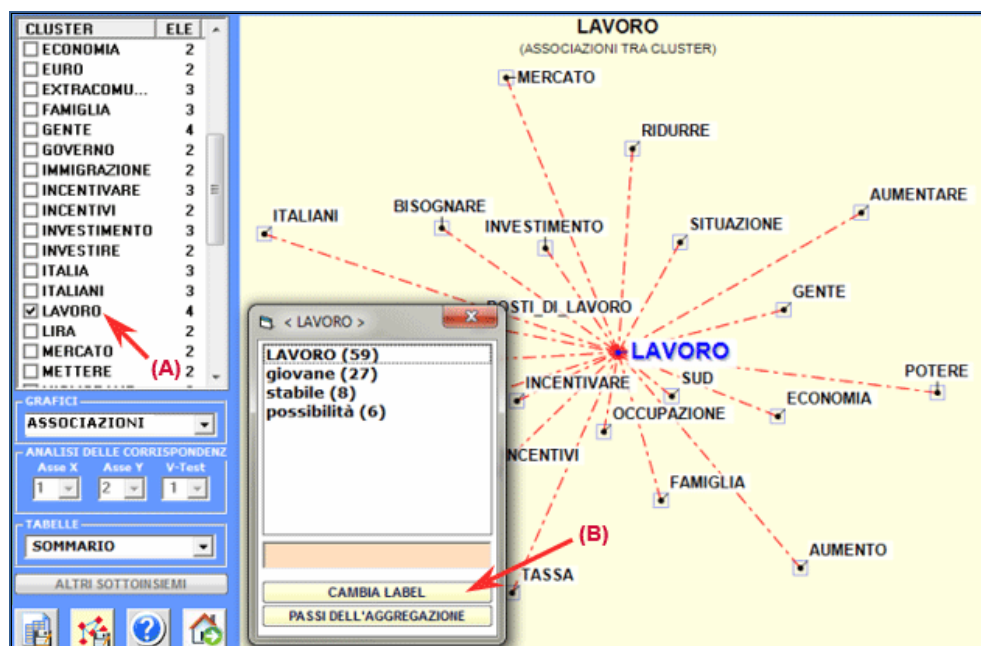 CLUSTER ELE
ECONOMIA 2
EURO 2
EXTRACOMU... 3
FAMIGLIA 3
GENTE 4
GOVERNO 2
IMMIGRAZIONE 2
INCENTIVARE 3
INCENTIVI 2
INVESTIMENTO 3
INVESTIRE 2
ITALIA 3
ITALIANI 3
LAVORO 4
LIRA 2
MERCATO 2
METTERE 2
(A)
GRAFICI
ASSOCIAZIONI
ANALISI DELLE CORRISPONDENZ
Asse X Asse Y V-Test
1 2 1
TABELLE
SOMMARIO
ALTRI SOTTOINSIEMI
LAVORO
(ASSOCIAZIONI TRA CLUSTER)
MERCATO
RIDURRE
AUMENTARE
BISOGNARE
ITALIANI
INVESTIMENTO
SITUAZIONE
GENTE
POSTI_DI_LAVORO
LAVORO
POTERE
INCENTIVARE
SUD
ECONOMIA
OCCUPAZIONE
INCENTIVI
FAMIGLIA
AUMENTO
TASSA
< LAVORO >
LAVORO (59)
giovane (27)
stabile (8)
possibilità (6)
(B)
CAMBIA LABEL
PASSI DELL'AGGREGAZIONE